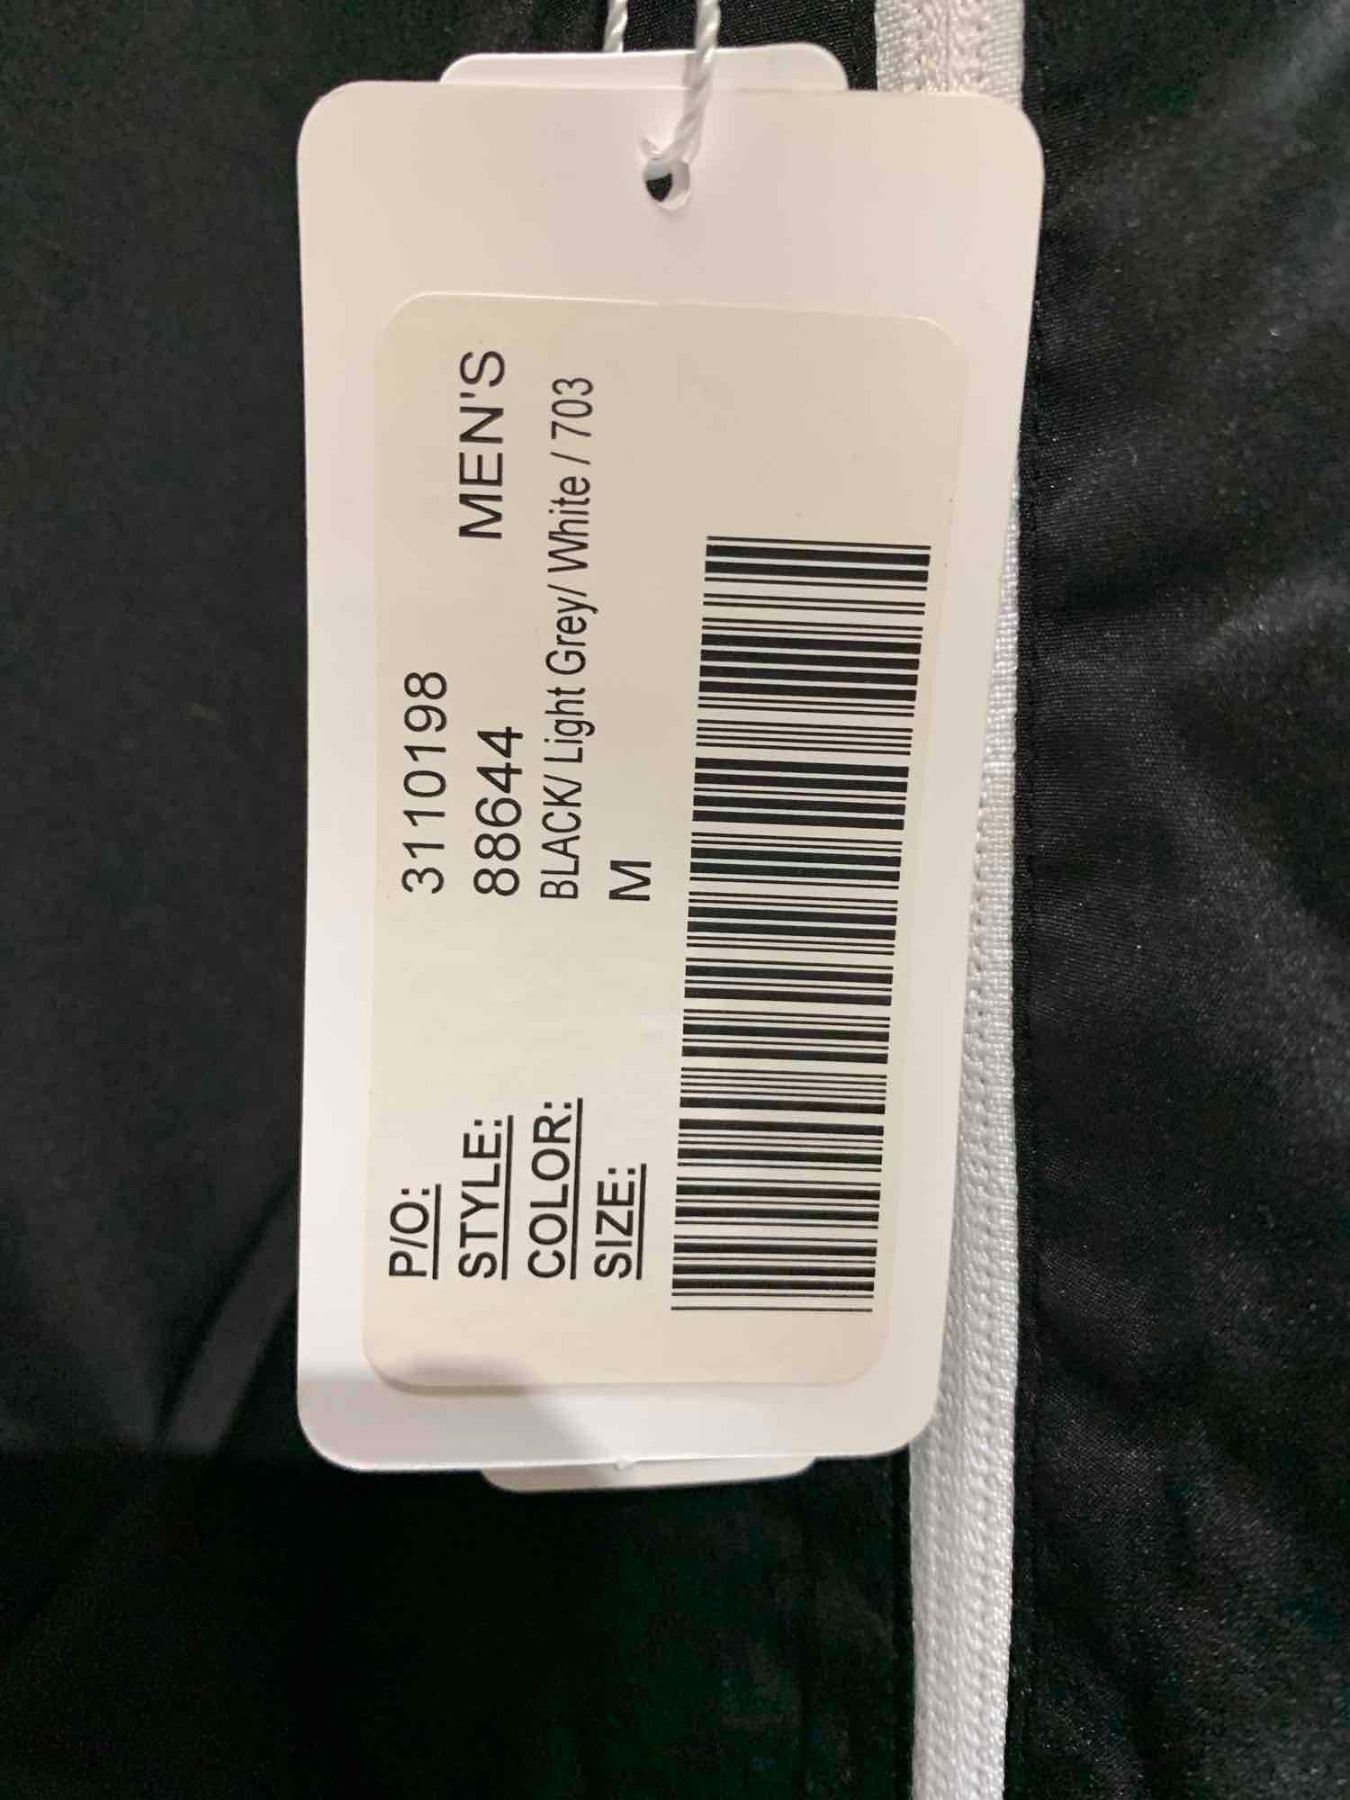 P/O: 3110198
STYLE: 88644 MEN'S
COLOR: BLACK/ Light Grey/ White / 703
SIZE: M